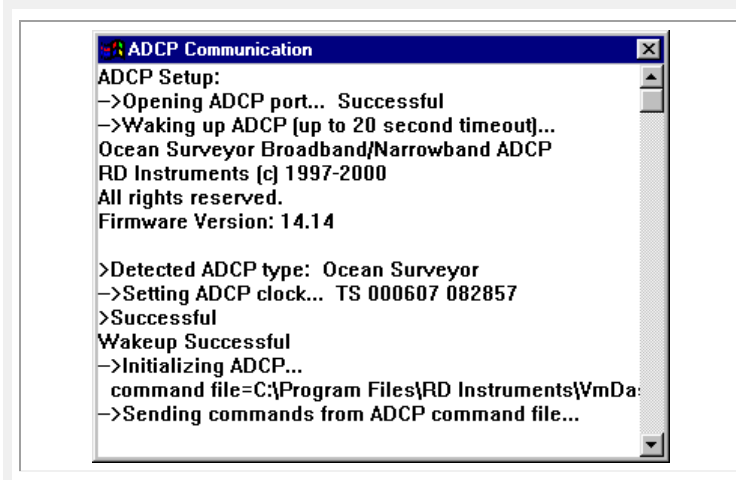 ADCP Communication
ADCP Setup:
->Opening ADCP port... Successful
->Waking up ADCP (up to 20 second timeout)...
Ocean Surveyor Broadband/Narrowband ADCP
RD Instruments (c) 1997-2000
All rights reserved.
Firmware Version: 14.14
>Detected ADCP type: Ocean Surveyor
->Setting ADCP clock... TS 000607 082857
>Successful
Wakeup Successful
->Initializing ADCP...
command file=C:\Program Files\RD Instruments\VmDa
->Sending commands from ADCP command file...